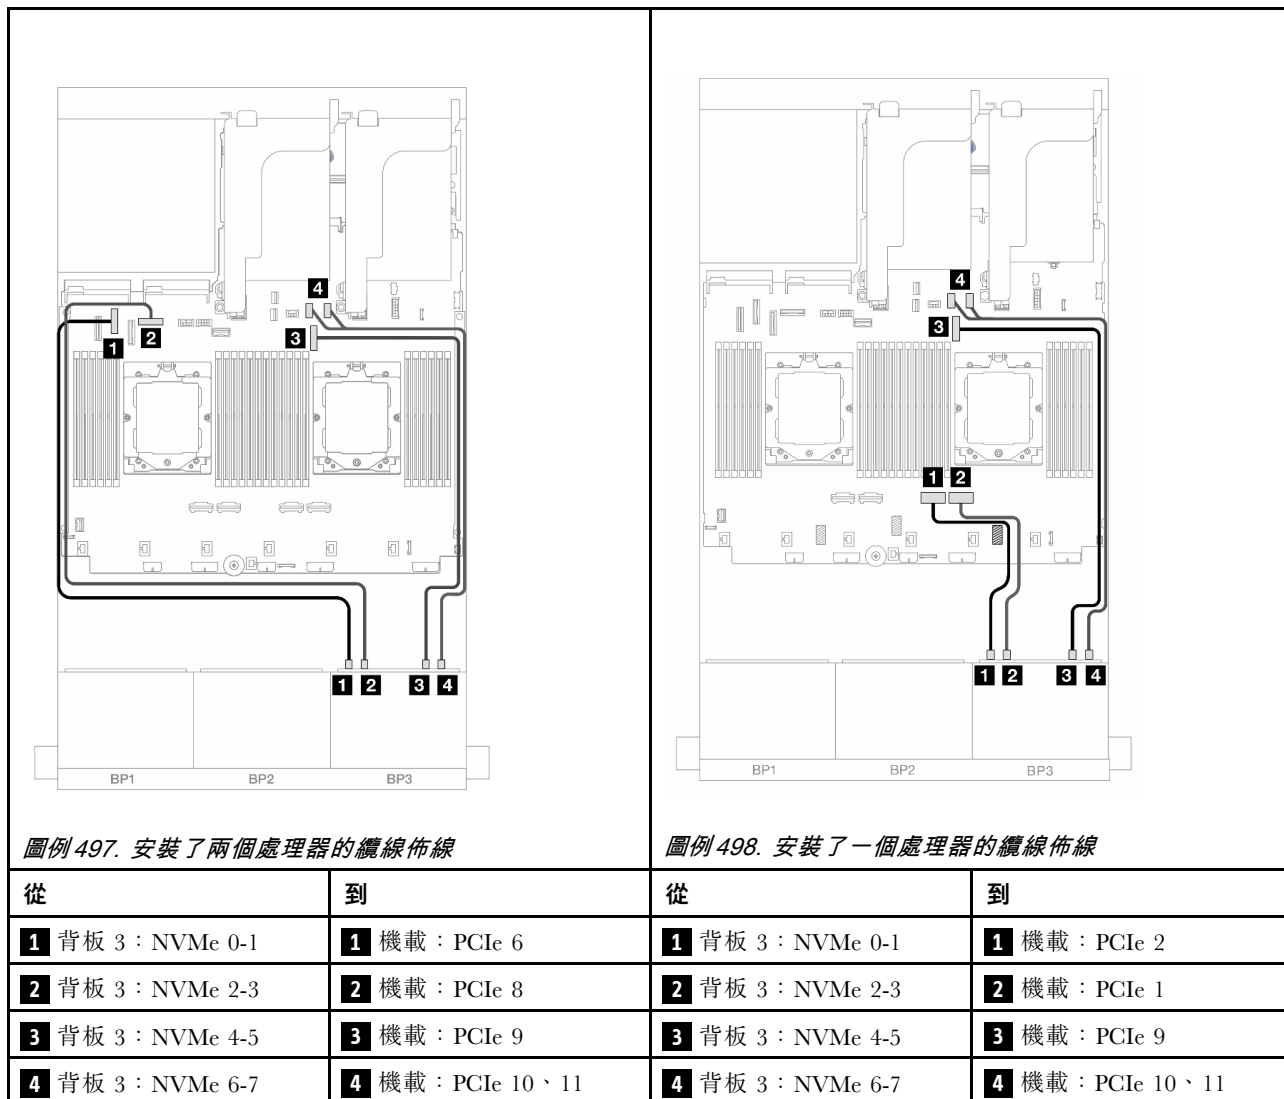 4
1
2
3
1
2
3
4
BP1
BP2
BP3
圖例 497. 安裝了兩個處理器的纜線佈線
4
3
1
2
1
2
3
4
BP1
BP2
BP3
圖例 498. 安裝了一個處理器的纜線佈線
從 到 從 到
1 背板 3：NVMe 0-1 1 機載：PCIe 6 1 背板 3：NVMe 0-1 1 機載：PCIe 2
2 背板 3：NVMe 2-3 2 機載：PCIe 8 2 背板 3：NVMe 2-3 2 機載：PCIe 1
3 背板 3：NVMe 4-5 3 機載：PCIe 9 3 背板 3：NVMe 4-5 3 機載：PCIe 9
4 背板 3：NVMe 6-7 4 機載：PCIe 10、11 4 背板 3：NVMe 6-7 4 機載：PCIe 10、11